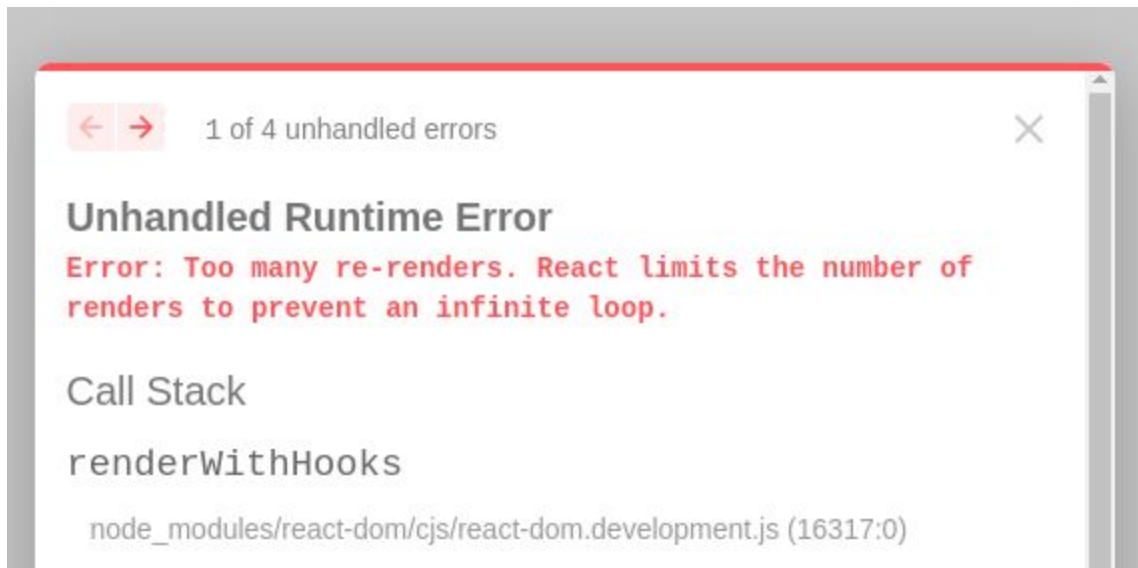 1 of 4 unhandled errors
Unhandled Runtime Error
Error: Too many re-renders. React limits the number of
renders to prevent an infinite loop.
Call Stack
renderWithHooks
node_modules/react-dom/cjs/react-dom.development.js (16317:0)